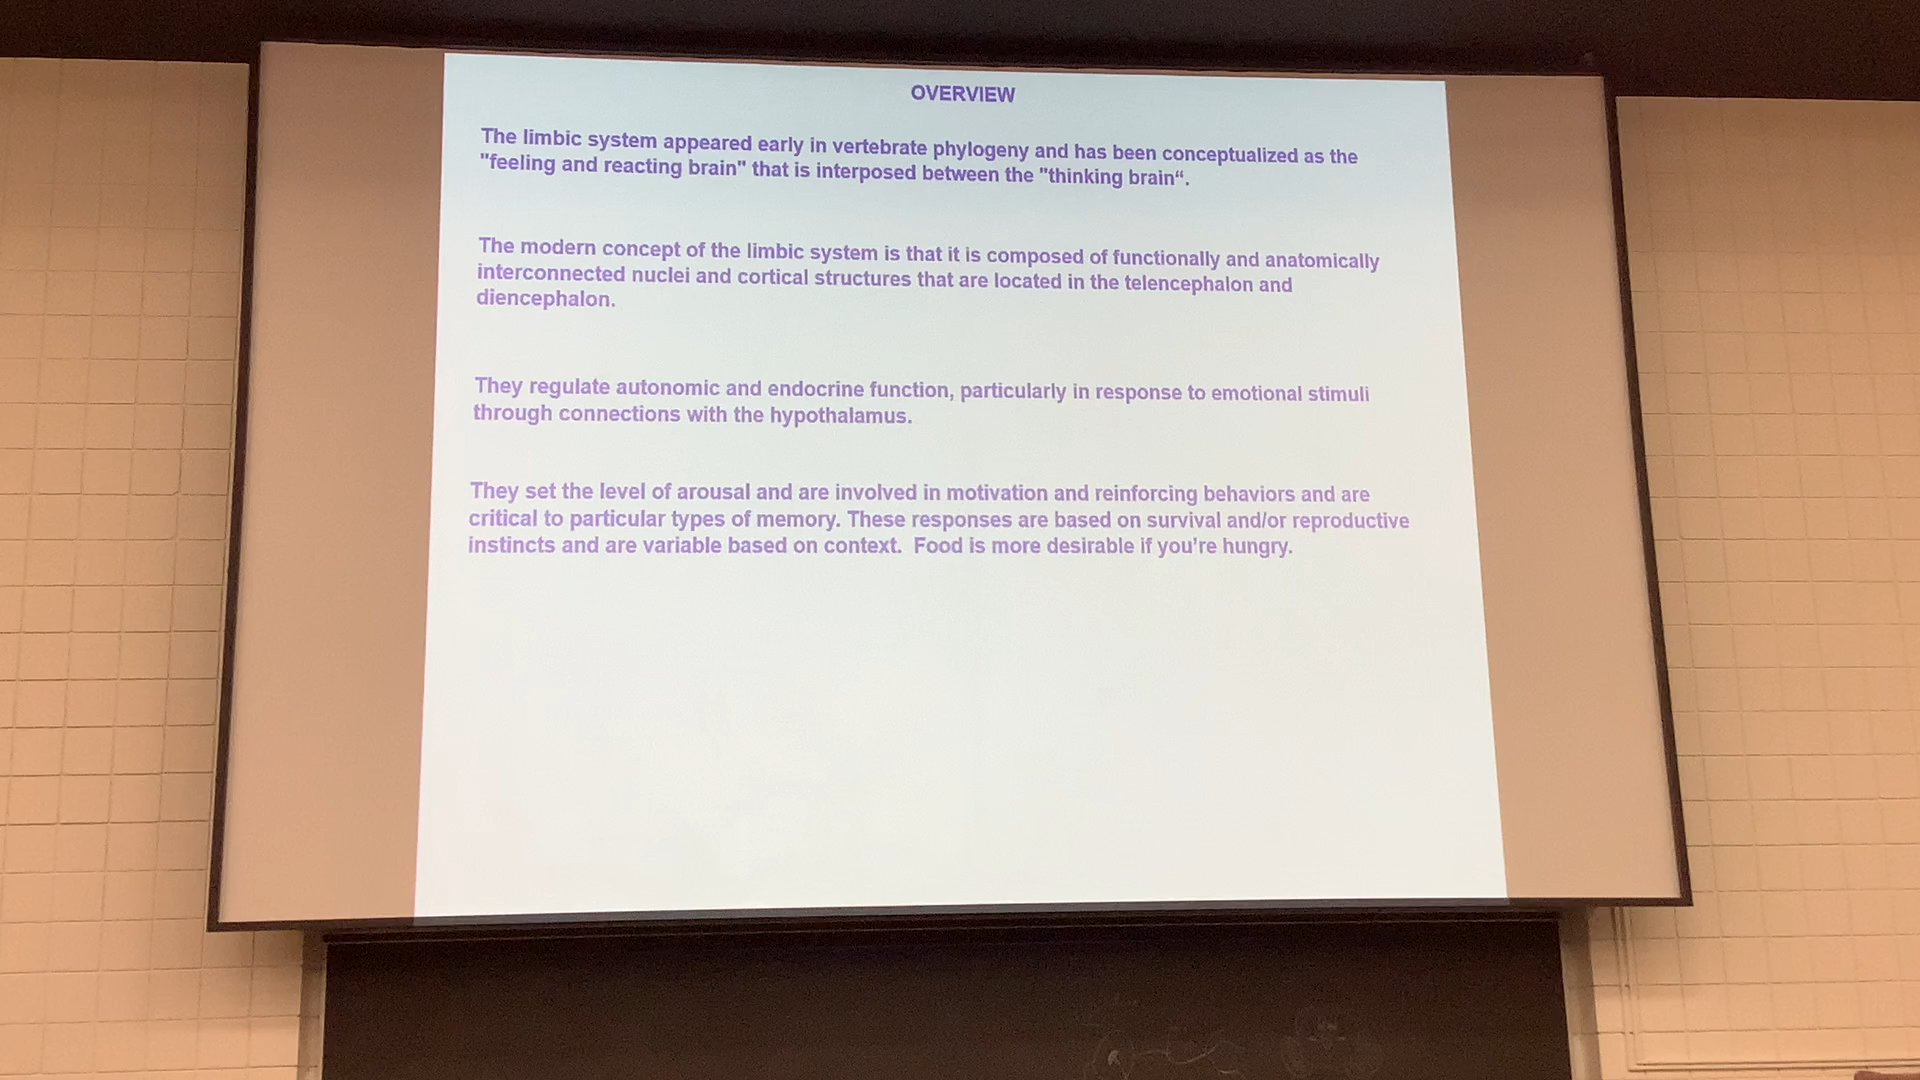 OVERVIEW
The limbic system appeared early in vertebrate phylogeny and has been conceptualized as the
"feeling and reacting brain" that is interposed between the "thinking brain“.
The modern concept of the limbic system is that it is composed of functionally and anatomically
interconnected nuclei and cortical structures that are located in the telencephalon and
diencephalon.
They regulate autonomic and endocrine function, particularly in response to emotional stimuli
through connections with the hypothalamus.
They set the level of arousal and are involved in motivation and reinforcing behaviors and are
critical to particular types of memory. These responses are based on survival and/or reproductive
instincts and are variable based on context.  Food is more desirable if you’re hungry.